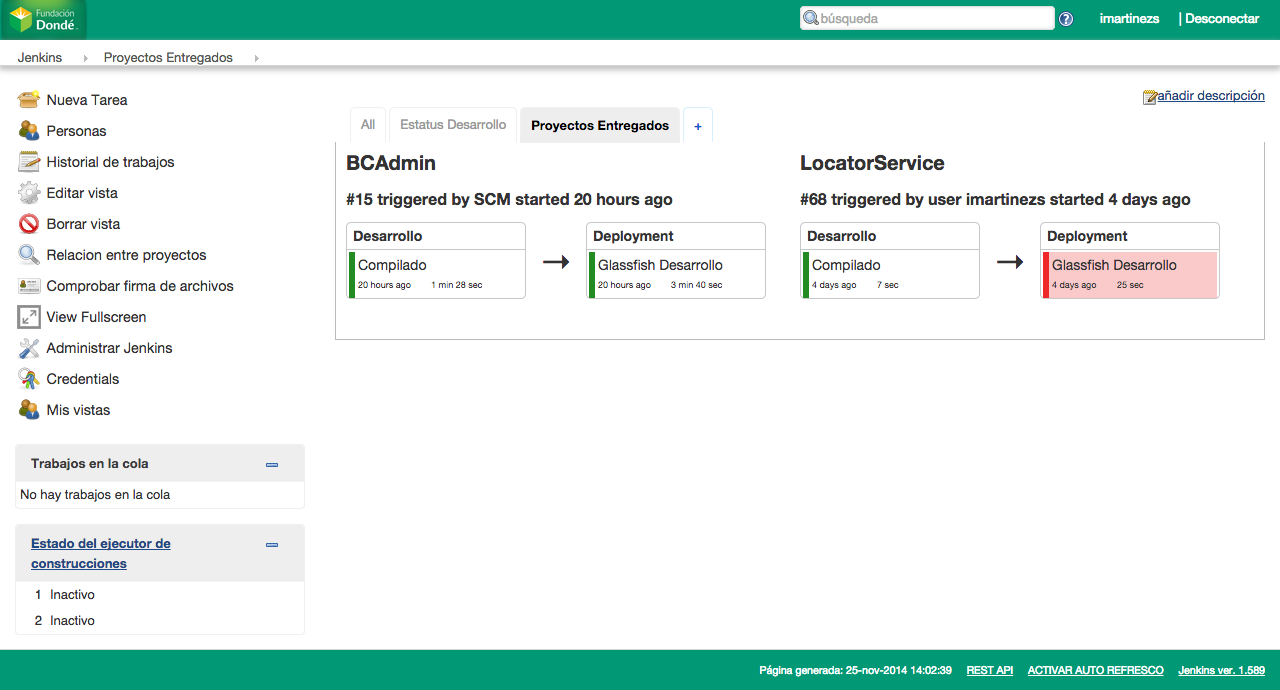 Fundación
Dondé
búsqueda
imartinezs
| Desconectar
Jenkins
Proyectos Entregados
añadir descripción
Nueva Tarea
Personas
Historial de trabajos
Editar vista
Borrar vista
Relacion entre proyectos
Comprobar firma de archivos
View Fullscreen
Administrar Jenkins
Credentials
Mis vistas
Trabajos en la cola
No hay trabajos en la cola
Estado del ejecutor de
construcciones
1 Inactivo
2 Inactivo
All
Estatus Desarrollo
Proyectos Entregados
+
BCAdmin
#15 triggered by SCM started 20 hours ago
Desarrollo
Compilado
20 hours ago 1 min 28 sec
Deployment
Glassfish Desarrollo
20 hours ago 3 min 40 sec
LocatorService
#68 triggered by user imartinezs started 4 days ago
Desarrollo
Compilado
4 days ago 7 sec
Deployment
Glassfish Desarrollo
4 days ago 25 sec
Página generada: 25-nov-2014 14:02:39
REST API
ACTIVAR AUTO REFRESCO
Jenkins ver. 1.589